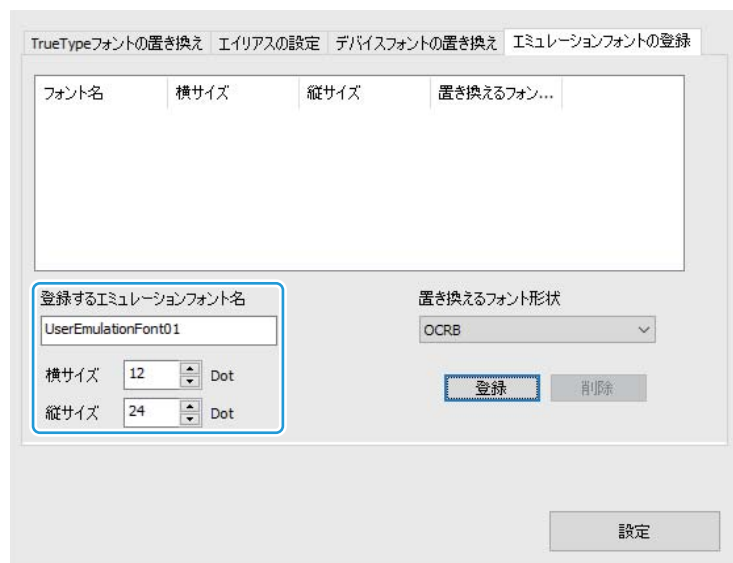 TrueTypeフォントの置き換え エイリアスの設定 デバイスフォントの置き換え エミュレーションフォントの登録
フォント名 横サイズ 縦サイズ 置き換えるフォン...
登録するエミュレーションフォント名 置き換えるフォント形状
UserEmulationFont01 OCRB
横サイズ 12 Dot 登録 削除
縦サイズ 24 Dot
設定